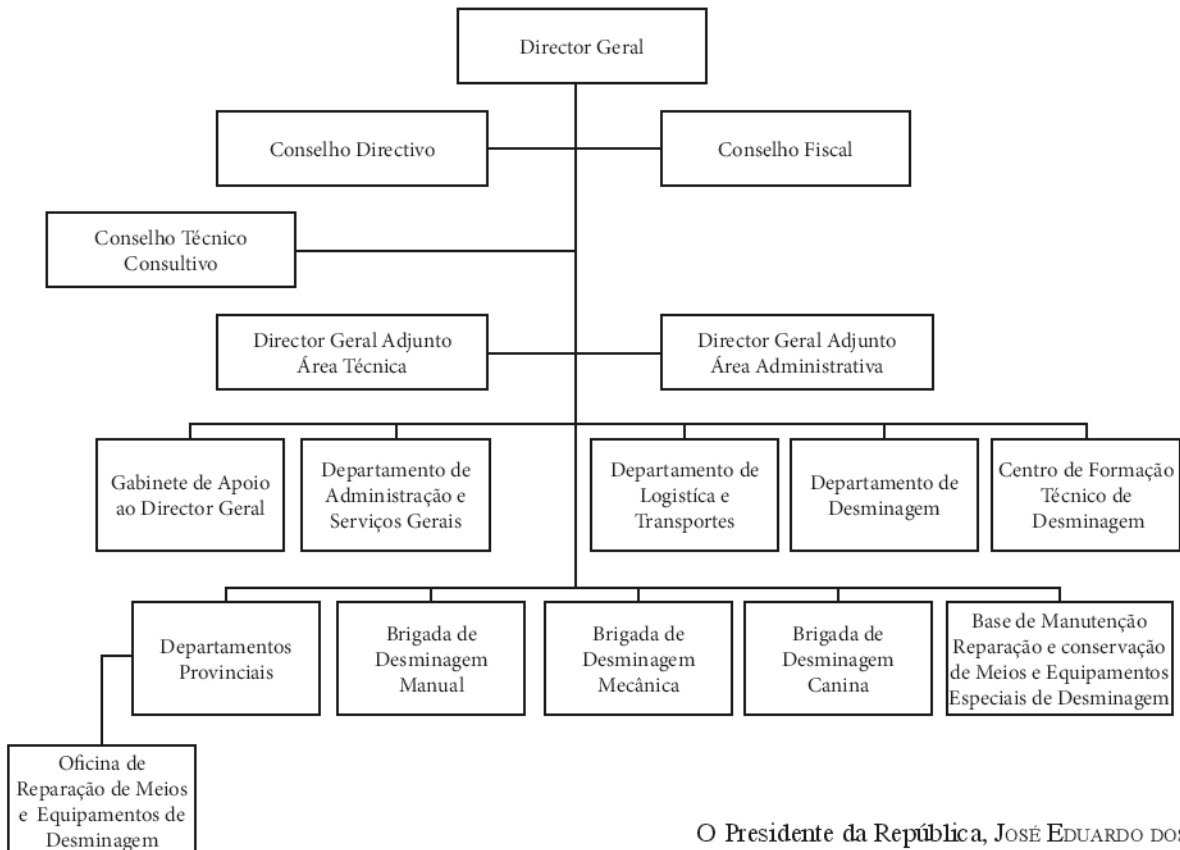 Director Geral
Conselho Directivo
Conselho Fiscal
Conselho Técnico
Consultivo
Director Geral Adjunto
Área Técnica
Director Geral Adjunto
Área Administrativa
Gabinete de Apoio
ao Director Geral
Departamento de
Administração e
Serviços Gerais
Departamento de
Logistíca e
Transportes
Departamento de
Desminagem
Centro de Formação
Técnico de
Desminagem
Departamentos
Provinciais
Brigada de
Desminagem
Manual
Brigada de
Desminagem
Mecânica
Brigada de
Desminagem
Canina
Base de Manutenção
Reparação e conservação
de Meios e Equipamentos
Especiais de Desminagem
Oficina de
Reparação de Meios
e Equipamentos de
Desminagem
O Presidente da República, JOSÉ EDUARDO DOS